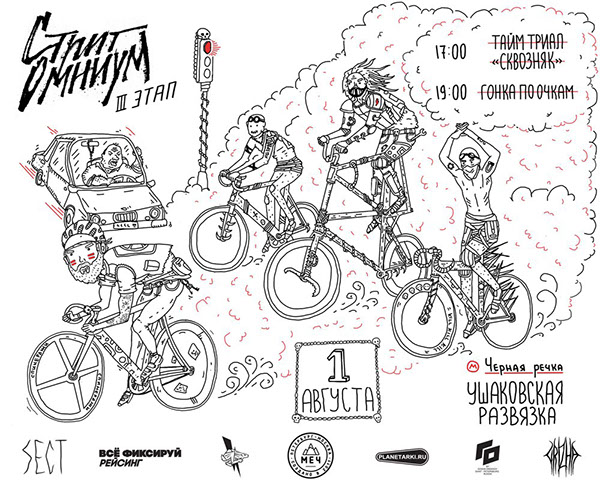 Стрит
Омниум
III ЭТАП
17:00 ТАЙМ ТРИАЛ
«СКВОЗНЯК»
19:00 ГОНКА ПО ОЧКАМ
1
АВГУСТА
М Черная речка
УШАКОВСКАЯ
РАЗВЯЗКА
SECT
ВСЁ ФИКСИРУЙ
РЕЙСИНГ
МЕЧ
PLANETARKI.RU